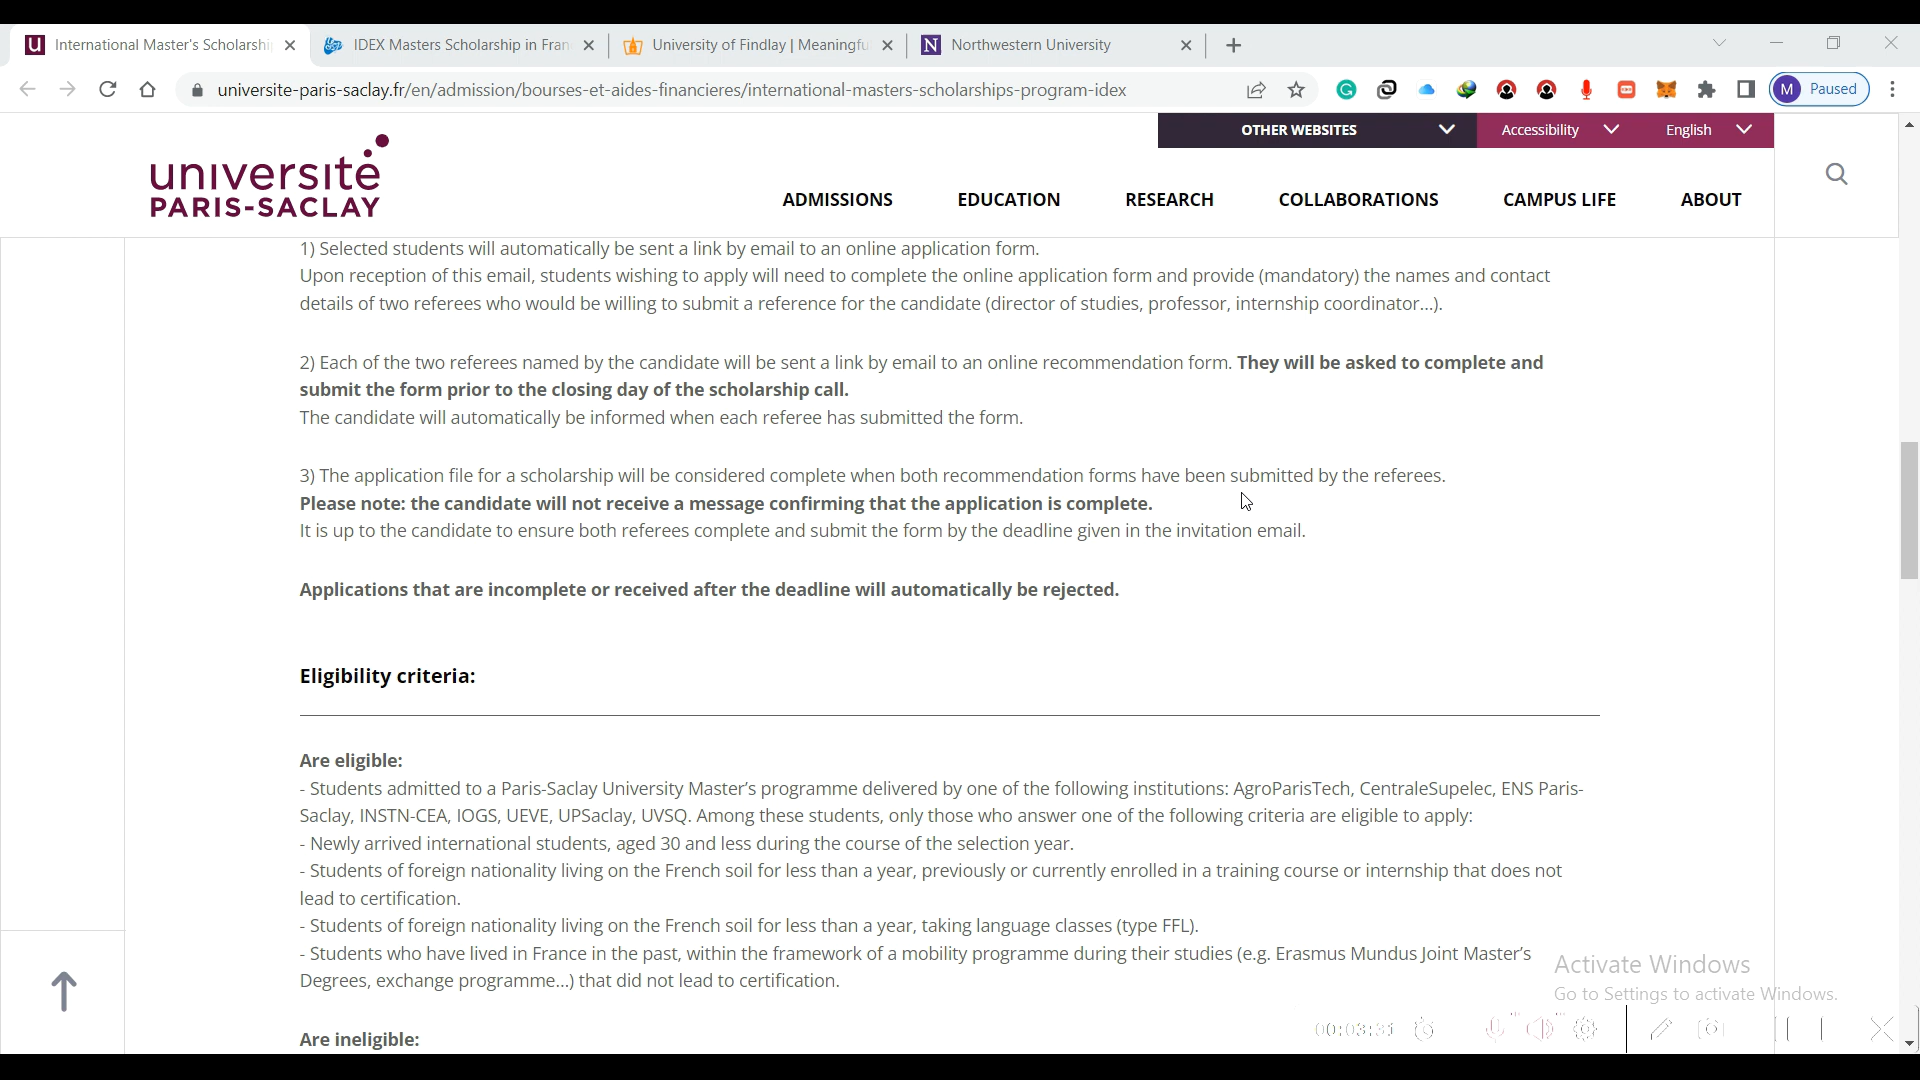 International Master's Scholarshi
IDEX Masters Scholarship in Fran
University of Findlay | Meaningfu
Northwestern University
universite-paris-saclay.fr/en/admission/bourses-et-aides-financieres/international-masters-scholarships-program-idex
M Paused
OTHER WEBSITES
Accessibility
English
université
PARIS-SACLAY
ADMISSIONS
EDUCATION
RESEARCH
COLLABORATIONS
CAMPUS LIFE
ABOUT
1) Selected students will automatically be sent a link by email to an online application form.
Upon reception of this email, students wishing to apply will need to complete the online application form and provide (mandatory) the names and contact
details of two referees who would be willing to submit a reference for the candidate (director of studies, professor, internship coordinator...).
2) Each of the two referees named by the candidate will be sent a link by email to an online recommendation form. They will be asked to complete and
submit the form prior to the closing day of the scholarship call.
The candidate will automatically be informed when each referee has submitted the form.
3) The application file for a scholarship will be considered complete when both recommendation forms have been submitted by the referees.
Please note: the candidate will not receive a message confirming that the application is complete.
It is up to the candidate to ensure both referees complete and submit the form by the deadline given in the invitation email.
Applications that are incomplete or received after the deadline will automatically be rejected.
Eligibility criteria:
Are eligible:
- Students admitted to a Paris-Saclay University Master's programme delivered by one of the following institutions: AgroParisTech, CentraleSupelec, ENS Paris-
Saclay, INSTN-CEA, IOGS, UEVE, UPSaclay, UVSQ. Among these students, only those who answer one of the following criteria are eligible to apply:
- Newly arrived international students, aged 30 and less during the course of the selection year.
- Students of foreign nationality living on the French soil for less than a year, previously or currently enrolled in a training course or internship that does not
lead to certification.
- Students of foreign nationality living on the French soil for less than a year, taking language classes (type FFL).
- Students who have lived in France in the past, within the framework of a mobility programme during their studies (e.g. Erasmus Mundus Joint Master's
Degrees, exchange programme...) that did not lead to certification.
Are ineligible:
Activate Windows
Go to Settings to activate Windows.
00:03:31